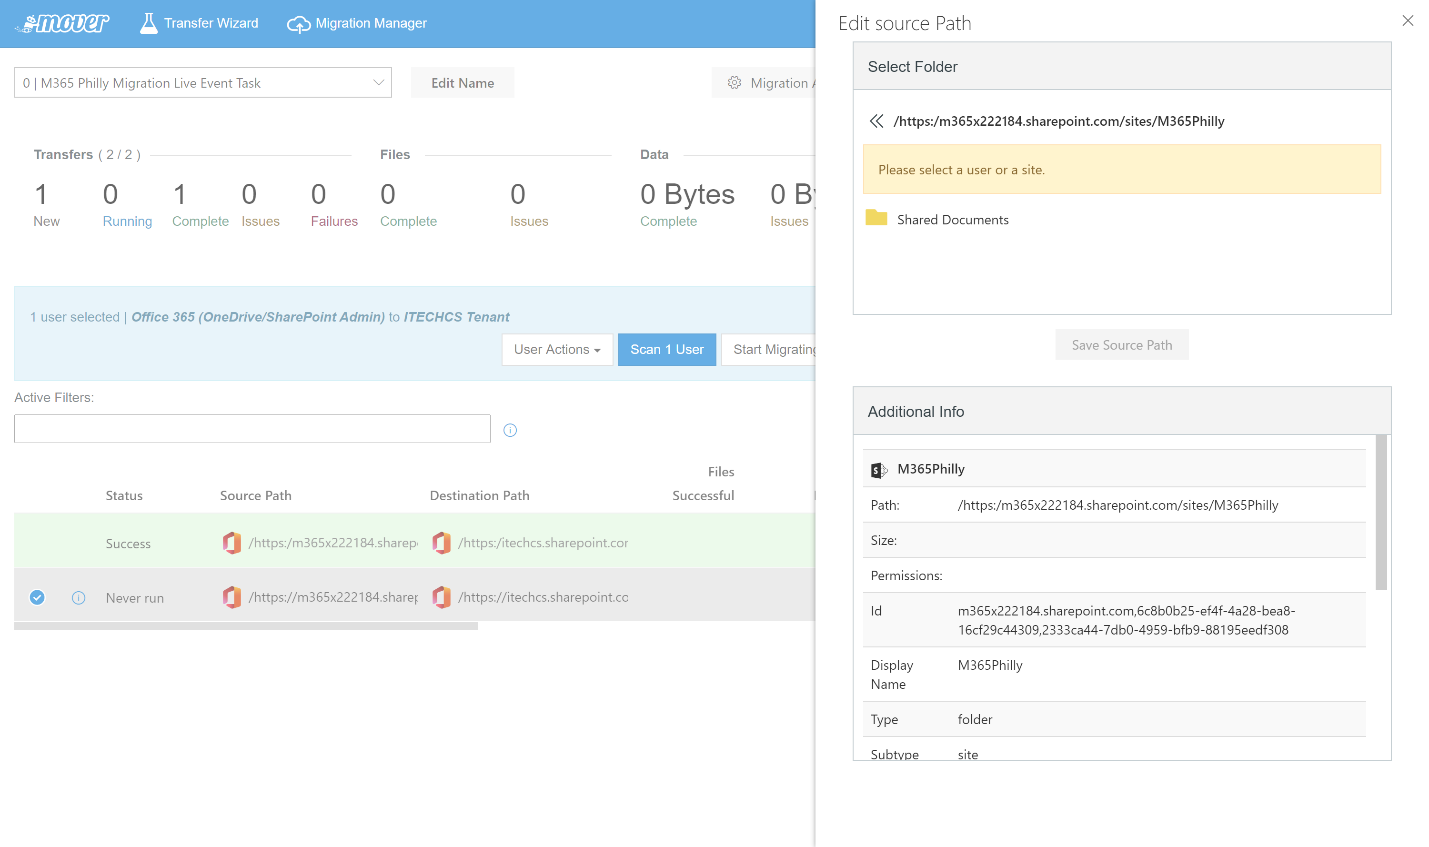 mover
Transfer Wizard
Migration Manager
0 | M365 Philly Migration Live Event Task
Edit Name
Migration A
Transfers ( 2 / 2 )
Files
Data
1
0
1
0
0
0
0
0 Bytes
0 By
New
Running
Complete
Issues
Failures
Complete
Issues
Complete
Issues
1 user selected | Office 365 (OneDrive/SharePoint Admin) to ITECHCS Tenant
User Actions
Scan 1 User
Start Migrating
Active Filters:
Files
Status
Source Path
Destination Path
Successful
Success
/https:/m365x222184.sharep
/https:/itechcs.sharepoint.cor
Never run
/https://m365x222184.sharep
/https://itechcs.sharepoint.co
Edit source Path
Select Folder
/https:/m365x222184.sharepoint.com/sites/M365Philly
Please select a user or a site.
Shared Documents
Save Source Path
Additional Info
M365Philly
Path: /https:/m365x222184.sharepoint.com/sites/M365Philly
Size:
Permissions:
Id m365x222184.sharepoint.com,6c8b0b25-ef4f-4a28-bea8-
16cf29c44309,2333ca44-7db0-4959-bfb9-88195eedf308
Display M365Philly
Name
Type folder
Subtype site